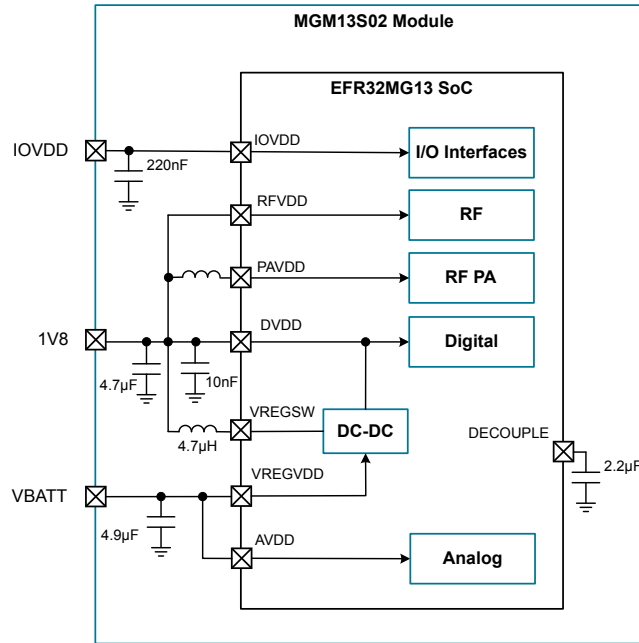 MGM13S02 Module
EFR32MG13 SoC
IOVDD
220nF
IOVDD
I/O Interfaces
RFVDD
RF
PAVDD
RF PA
1V8
DVDD
Digital
4.7µF
10nF
VREGSW
4.7µH
DC-DC
DECOUPLE
2.2µF
VREGVDD
VBATT
4.9µF
AVDD
Analog